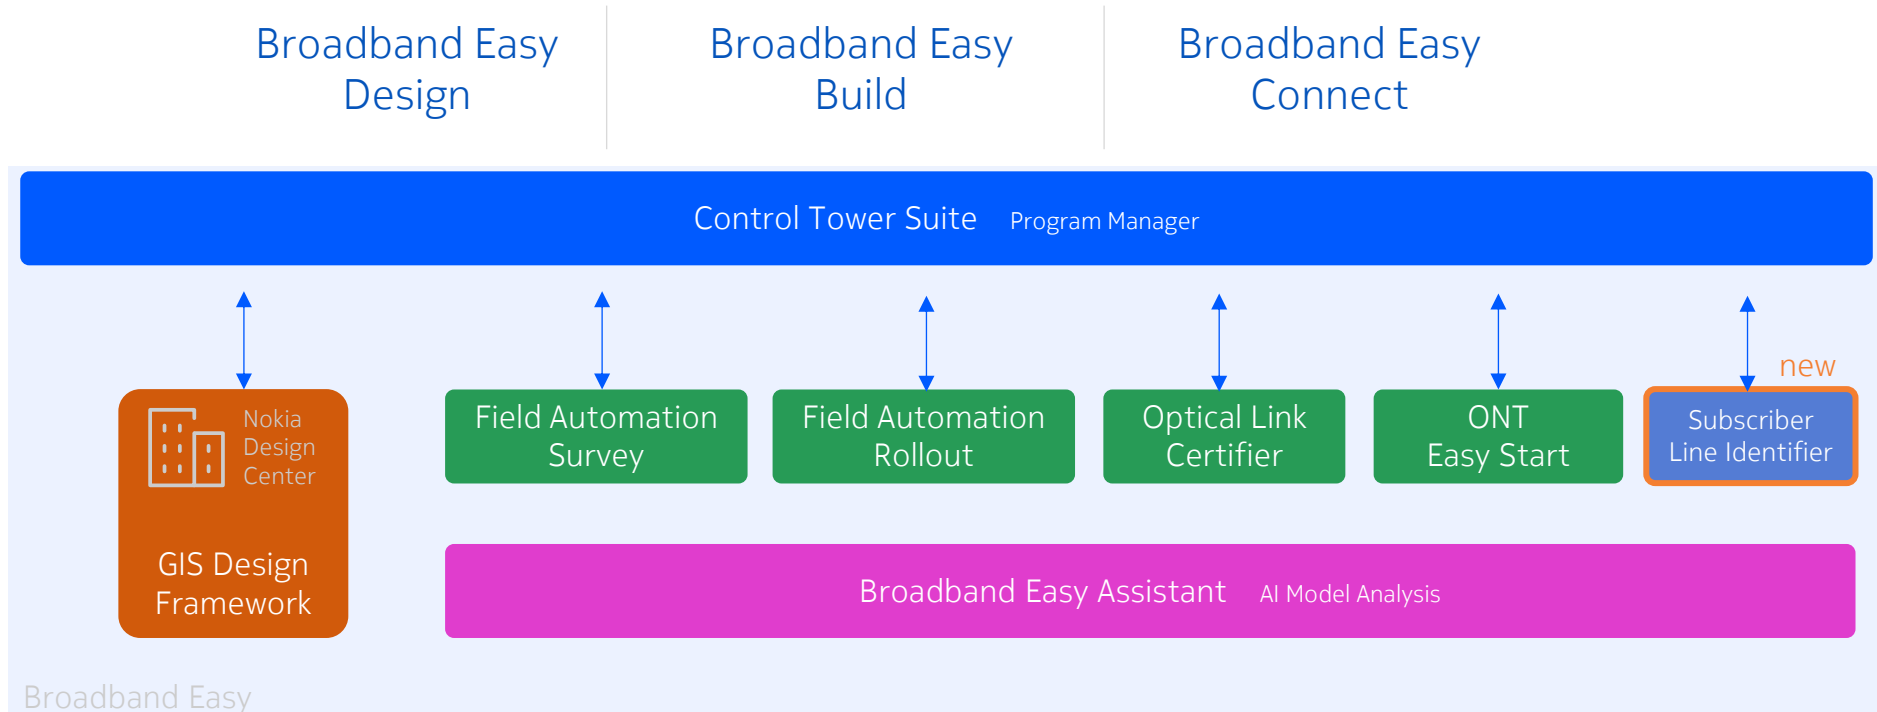 Broadband Easy
Design
Broadband Easy
Build
Broadband Easy
Connect
Control Tower Suite Program Manager
new
Nokia
Design
Center
GIS Design
Framework
Field Automation
Survey
Field Automation
Rollout
Optical Link
Certifier
ONT
Easy Start
Subscriber
Line Identifier
Broadband Easy Assistant AI Model Analysis
Broadband Easy